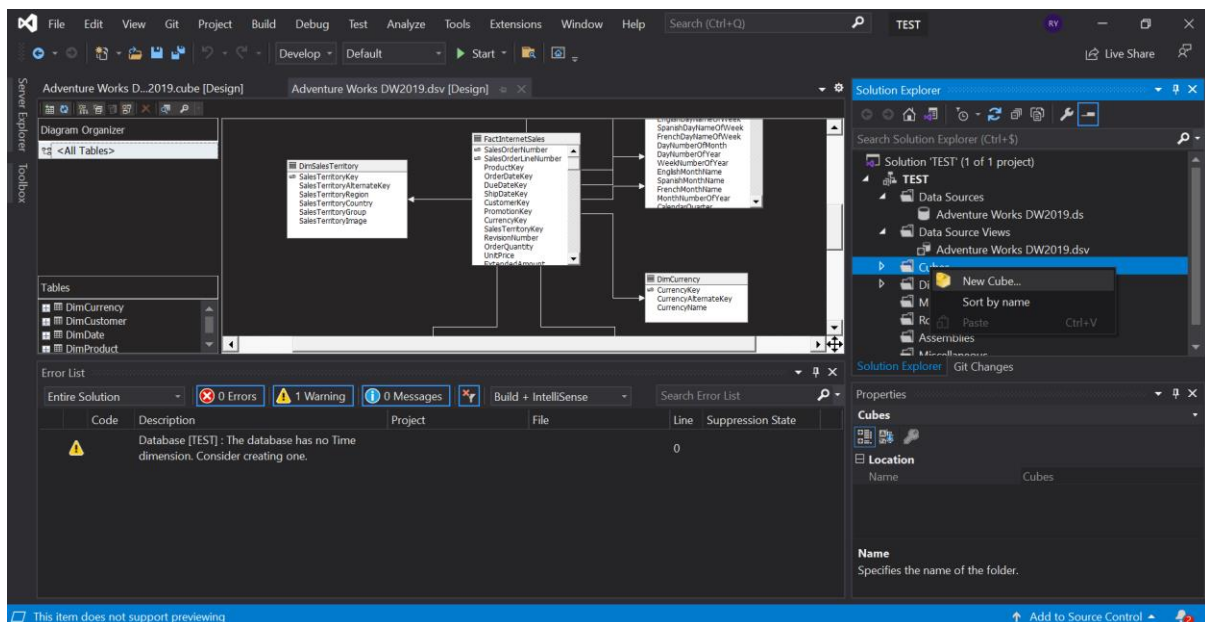 File Edit View Git Project Build Debug Test Analyze Tools Extensions Window Help Search (Ctrl+Q) TEST RY
Develop Default Start Live Share
Server Explorer
Toolbox
Adventure Works D...2019.cube [Design] Adventure Works DW2019.dsv [Design]
Diagram Organizer
<All Tables>
Tables
DimCurrency
DimCustomer
DimDate
DimProduct
DimSalesTerritory
SalesTerritoryKey
SalesTerritoryAlternateKey
SalesTerritoryRegion
SalesTerritoryCountry
SalesTerritoryGroup
SalesTerritoryImage
FactInternetSales
SalesOrderNumber
SalesOrderLineNumber
ProductKey
OrderDateKey
DueDateKey
ShipDateKey
CustomerKey
PromotionKey
CurrencyKey
SalesTerritoryKey
RevisionNumber
OrderQuantity
UnitPrice
ExtendedAmount
EnglishDayNameOfWeek
SpanishDayNameOfWeek
FrenchDayNameOfWeek
DayNumberOfMonth
DayNumberOfYear
WeekNumberOfYear
EnglishMonthName
SpanishMonthName
FrenchMonthName
MonthNumberOfYear
CalendarQuarter
DimCurrency
CurrencyKey
CurrencyAlternateKey
CurrencyName
Error List
Entire Solution 0 Errors 1 Warning 0 Messages Build + IntelliSense Search Error List
Code Description Project File Line Suppression State
Database [TEST] : The database has no Time 0
dimension. Consider creating one.
Solution Explorer
Search Solution Explorer (Ctrl+$)
Solution 'TEST' (1 of 1 project)
TEST
Data Sources
Adventure Works DW2019.ds
Data Source Views
Adventure Works DW2019.dsv
Cu
Di
M
Ro
Assemblies
Miscellaneous
New Cube...
Sort by name
Paste Ctrl+V
Solution Explorer Git Changes
Properties
Cubes
Location
Name Cubes
Name
Specifies the name of the folder.
This item does not support previewing Add to Source Control 2